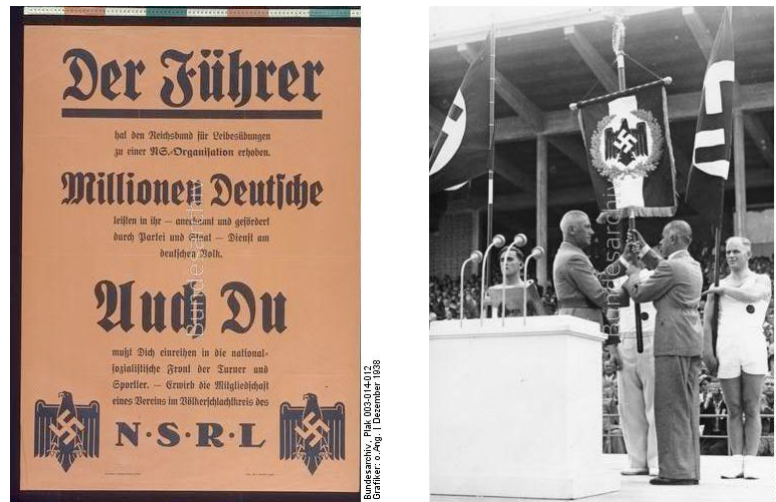 Der Führer
hat den Reichsbund für Leibesübungen
zu einer NS.-Organisation erhoben.
Millionen Deutsche
leisten in ihr — anerkannt und gefördert
durch Partei und Staat — Dienst am
deutschen Volk.
Auch Du
mußt Dich einreihen in die national-
sozialistische Front der Turner und
Sportler. — Erwirb die Mitgliedschaft
eines Vereins im Völkerschlachtkreis des
N·S·R·L
Bundesarchiv
Bundesarchiv, Plak 003-014-012
Grafiker: o.Ang. | Dezember 1938
Bundesarchiv